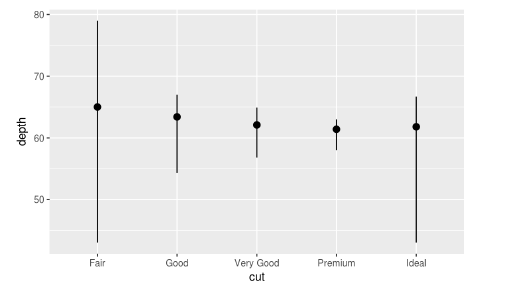 80
70
60
50
depth
Fair
Good
Very Good
Premium
Ideal
cut